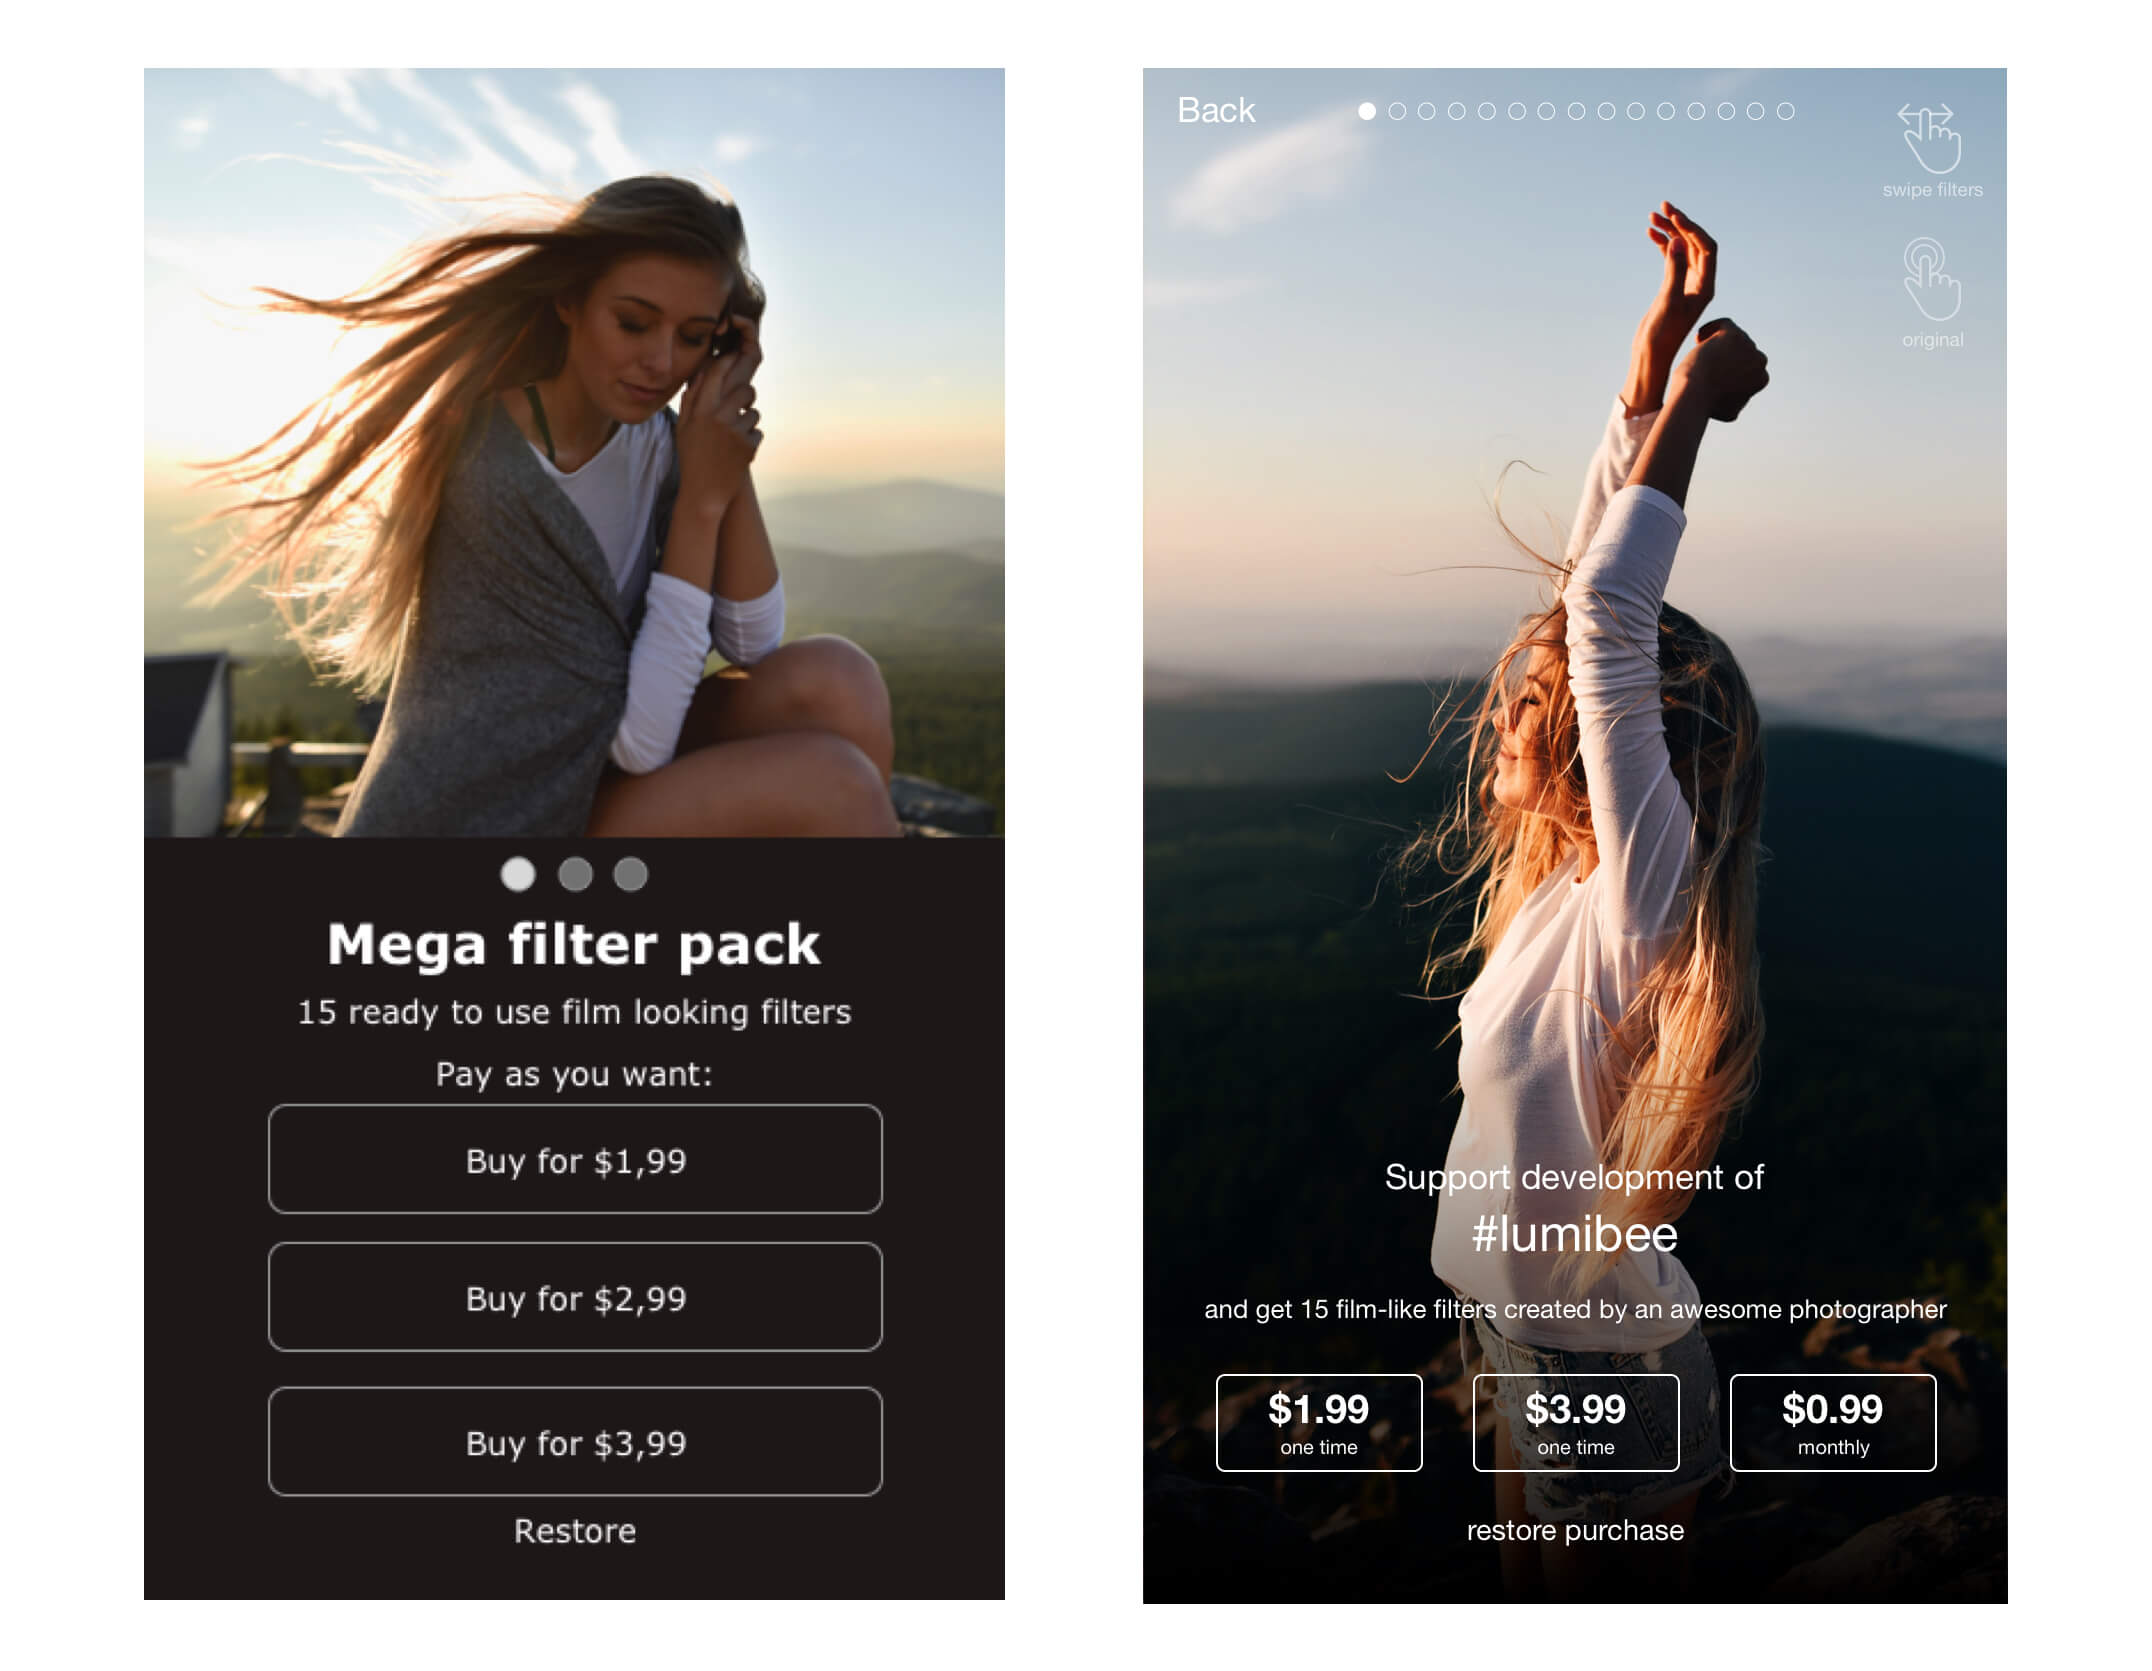 Mega filter pack
15 ready to use film looking filters
Pay as you want:
Buy for $1,99
Buy for $2,99
Buy for $3,99
Restore
Back
swipe filters
original
Support development of
#lumibee
and get 15 film-like filters created by an awesome photographer
$1.99 $3.99 $0.99
one time one time monthly
restore purchase